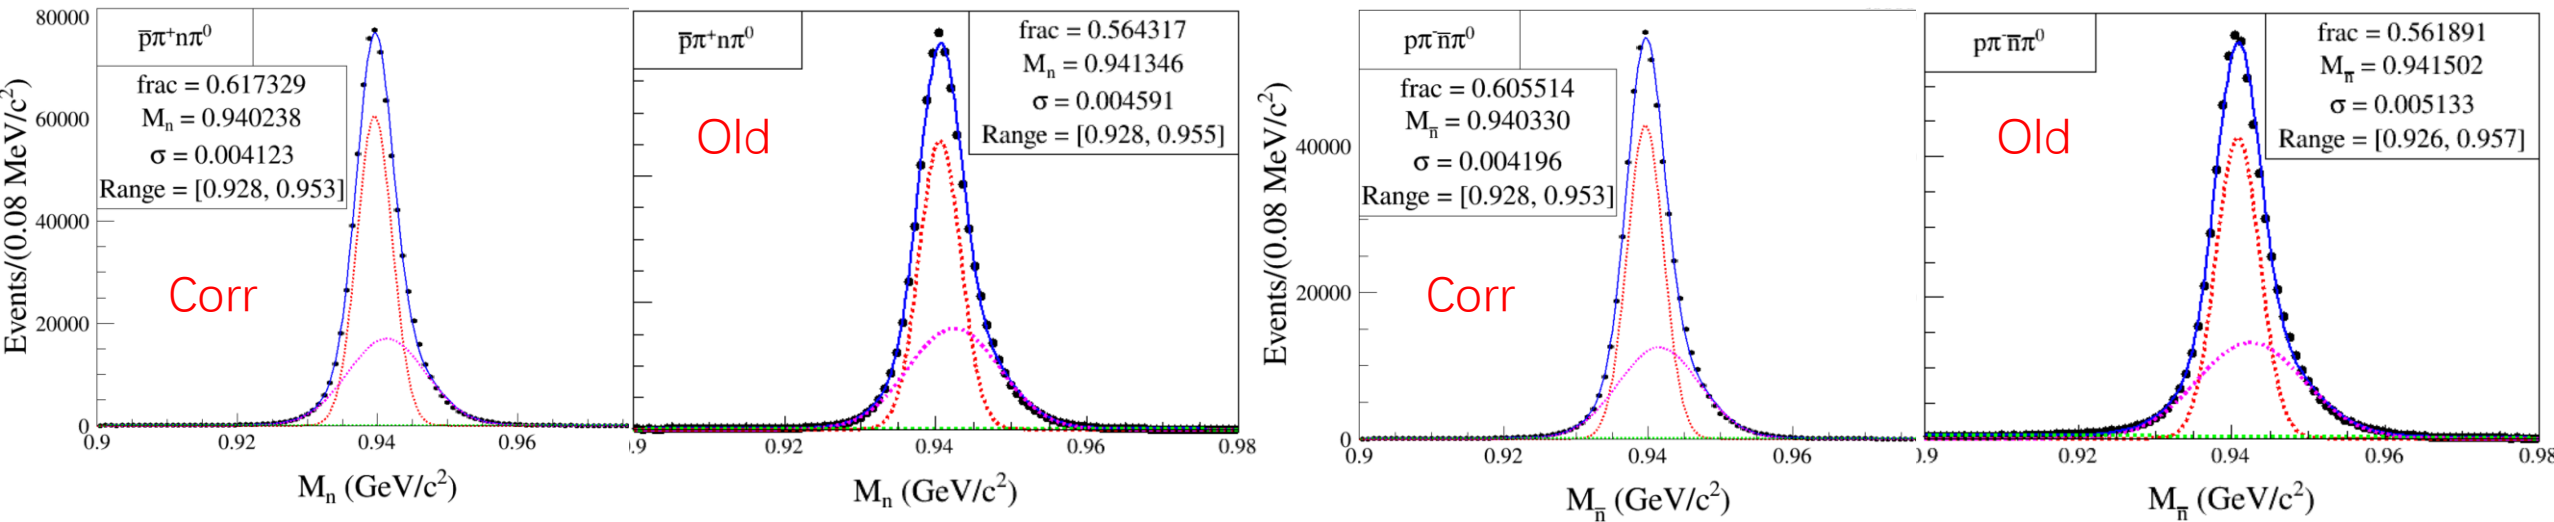 p̅π⁺nπ⁰
frac = 0.617329
Mₙ = 0.940238
σ = 0.004123
Range = [0.928, 0.953]
Corr
80000
60000
40000
20000
0
Events/(0.08 MeV/c²)
0.9 0.92 0.94 0.96
Mₙ (GeV/c²)
p̅π⁺nπ⁰
frac = 0.564317
Mₙ = 0.941346
σ = 0.004591
Range = [0.928, 0.955]
Old
.9 0.92 0.94 0.96 0.98
Mₙ (GeV/c²)
pπ⁻n̅π⁰
frac = 0.605514
M_n̅ = 0.940330
σ = 0.004196
Range = [0.928, 0.953]
Corr
40000
20000
0
Events/(0.08 MeV/c²)
0.9 0.92 0.94 0.96
M_n̅ (GeV/c²)
pπ⁻n̅π⁰
frac = 0.561891
M_n̅ = 0.941502
σ = 0.005133
Range = [0.926, 0.957]
Old
.9 0.92 0.94 0.96 0.98
M_n̅ (GeV/c²)